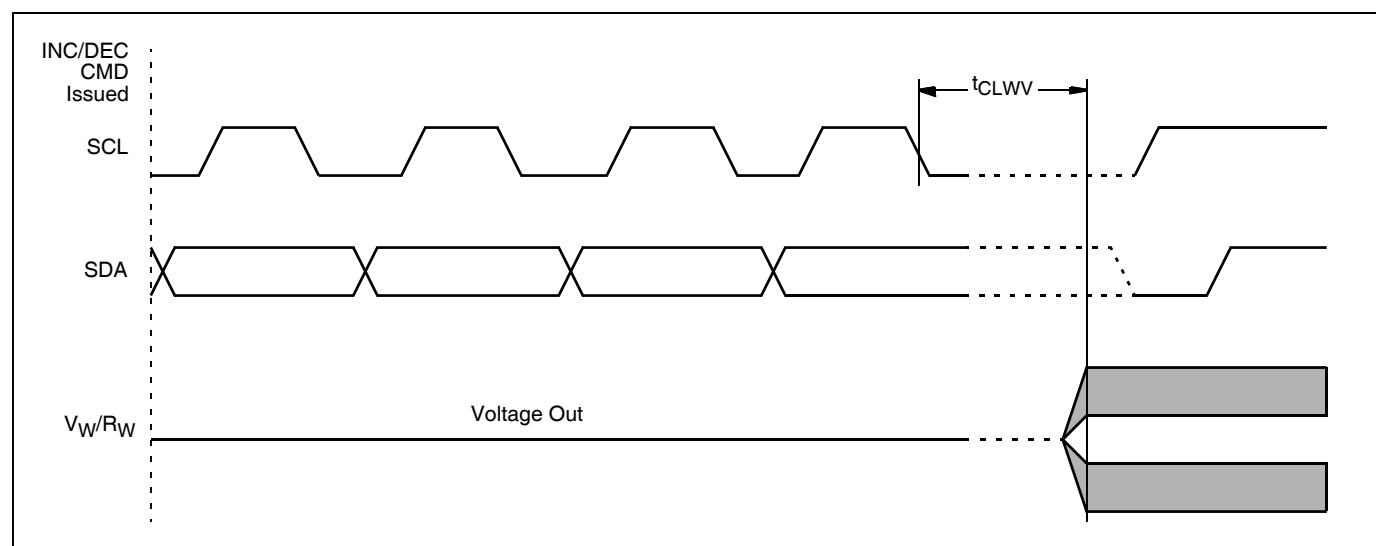 INC/DEC
CMD
Issued
tCLWV
SCL
SDA
Voltage Out
VW/RW